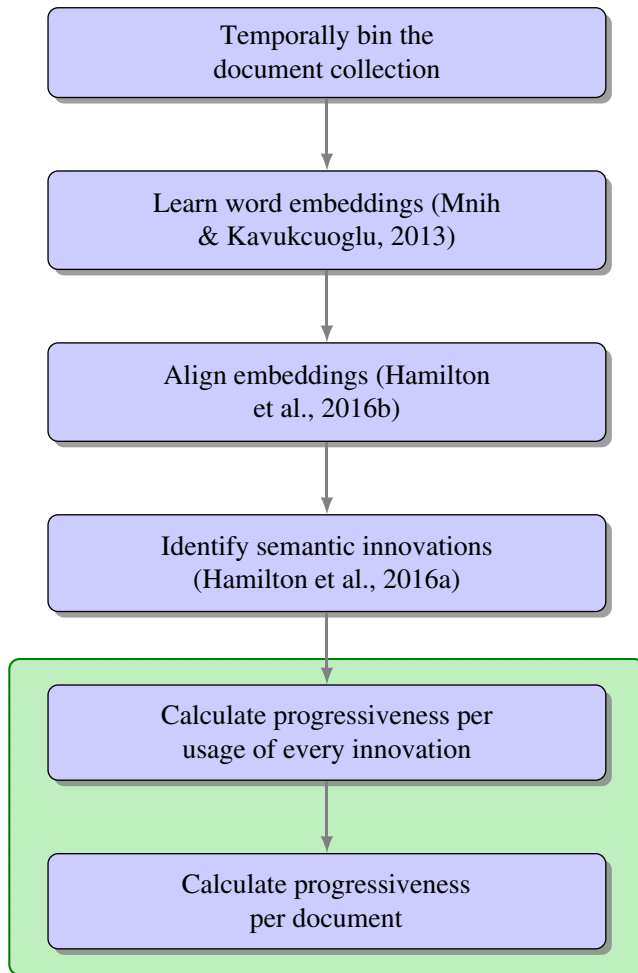 Temporally bin the
document collection
Learn word embeddings (Mnih
& Kavukcuoglu, 2013)
Align embeddings (Hamilton
et al., 2016b)
Identify semantic innovations
(Hamilton et al., 2016a)
Calculate progressiveness per
usage of every innovation
Calculate progressiveness
per document